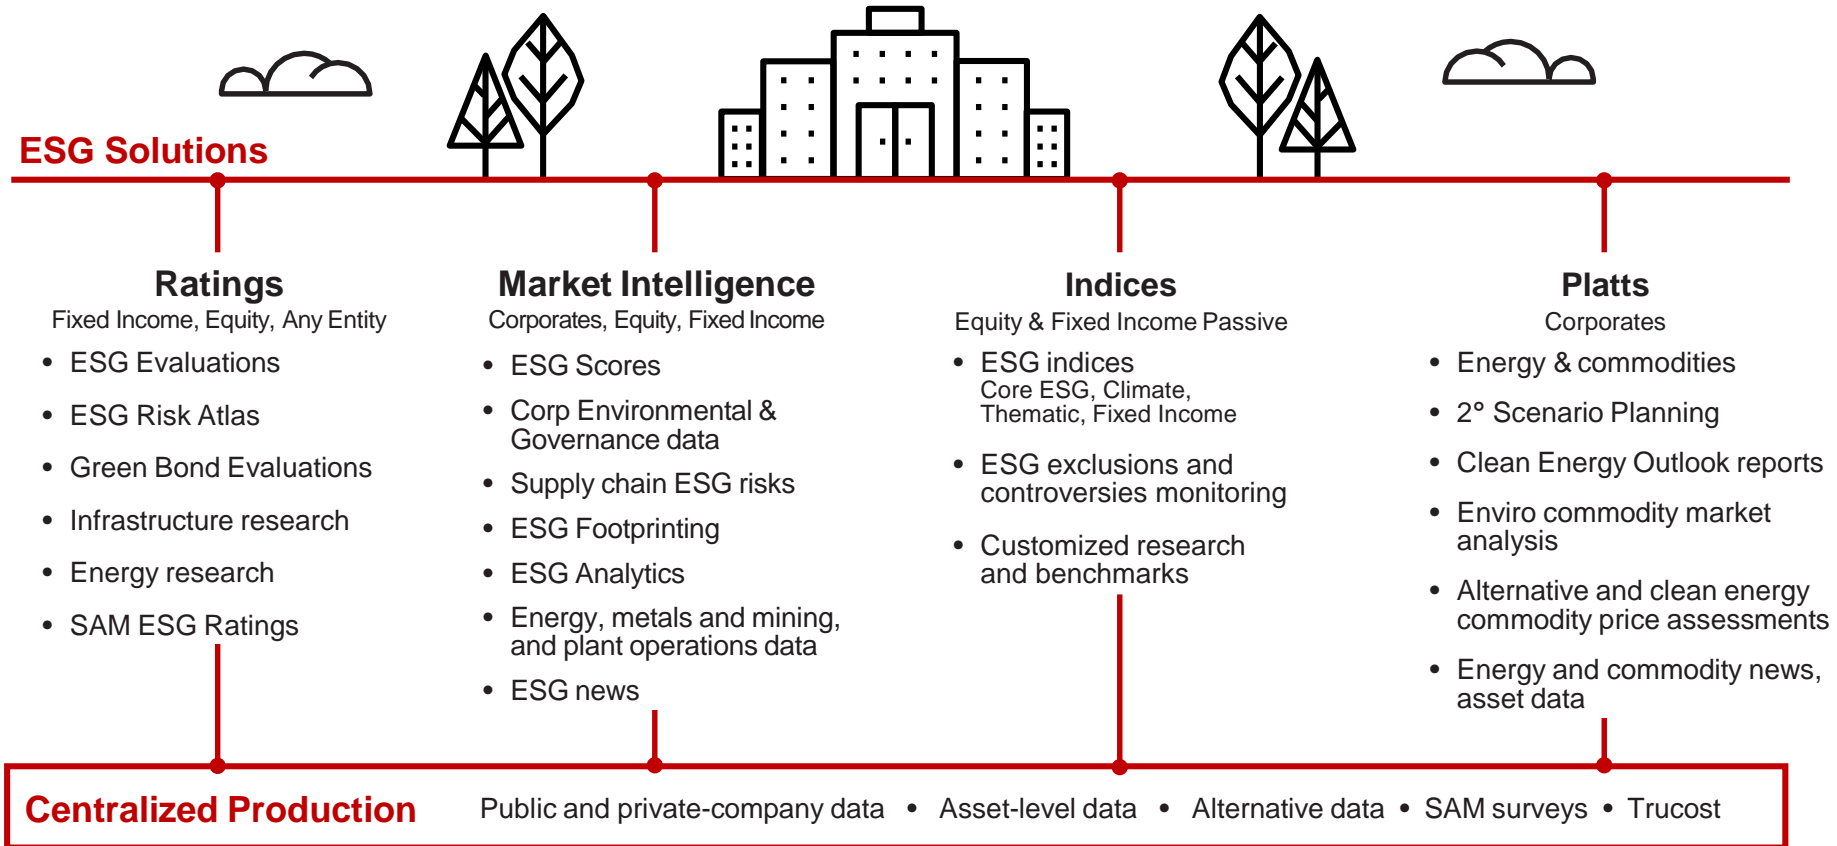 ESG Solutions
Ratings
Fixed Income, Equity, Any Entity
• ESG Evaluations
• ESG Risk Atlas
• Green Bond Evaluations
• Infrastructure research
• Energy research
• SAM ESG Ratings
Market Intelligence
Corporates, Equity, Fixed Income
• ESG Scores
• Corp Environmental &
Governance data
• Supply chain ESG risks
• ESG Footprinting
• ESG Analytics
• Energy, metals and mining,
and plant operations data
• ESG news
Indices
Equity & Fixed Income Passive
• ESG indices
Core ESG, Climate,
Thematic, Fixed Income
• ESG exclusions and
controversies monitoring
• Customized research
and benchmarks
Platts
Corporates
• Energy & commodities
• 2° Scenario Planning
• Clean Energy Outlook reports
• Enviro commodity market
analysis
• Alternative and clean energy
commodity price assessments
• Energy and commodity news,
asset data
Centralized Production
Public and private-company data • Asset-level data • Alternative data • SAM surveys • Trucost